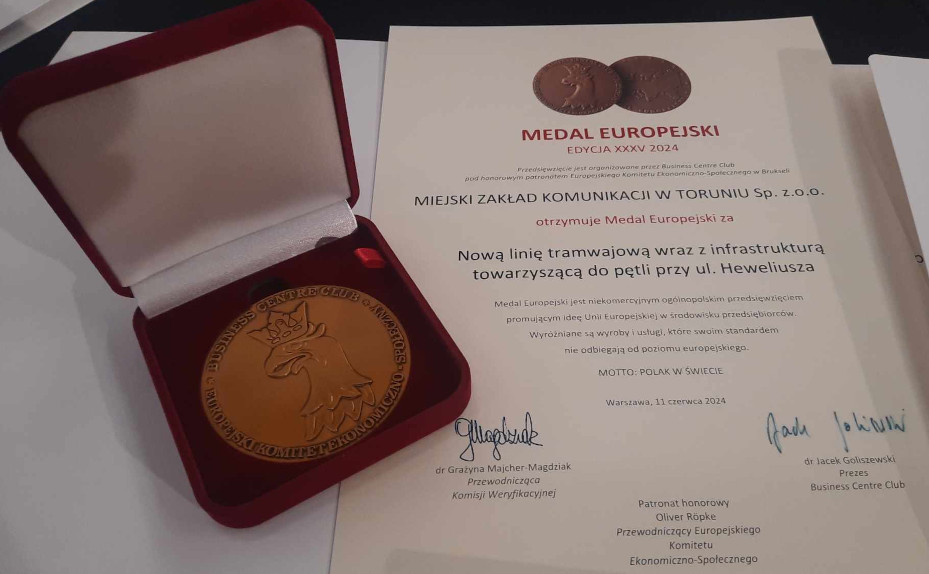 BUSINESS CENTRE CLUB
I EUROPEJSKI KOMITET EKONOMICZNO - SPOŁECZNY
MEDAL EUROPEJSKI
EDYCJA XXXV 2024
Przedsięwzięcie jest organizowane przez Business Centre Club
pod honorowym patronatem Europejskiego Komitetu Ekonomiczno-Społecznego w Brukseli
MIEJSKI ZAKŁAD KOMUNIKACJI W TORUNIU Sp. z.o.o.
otrzymuje Medal Europejski za
Nową linię tramwajową wraz z infrastrukturą
towarzyszącą do pętli przy ul. Heweliusza
Medal Europejski jest niekomercyjnym ogólnopolskim przedsięwzięciem
promującym ideę Unii Europejskiej w środowisku przedsiębiorców.
Wyróżniane są wyroby i usługi, które swoim standardem
nie odbiegają od poziomu europejskiego.
MOTTO: POLAK W ŚWIECIE
Warszawa, 11 czerwca 2024
dr Grażyna Majcher-Magdziak
Przewodnicząca
Komisji Weryfikacyjnej
dr Jacek Goliszewski
Prezes
Business Centre Club
Patronat honorowy
Oliver Röpke
Przewodniczący Europejskiego
Komitetu
Ekonomiczno-Społecznego